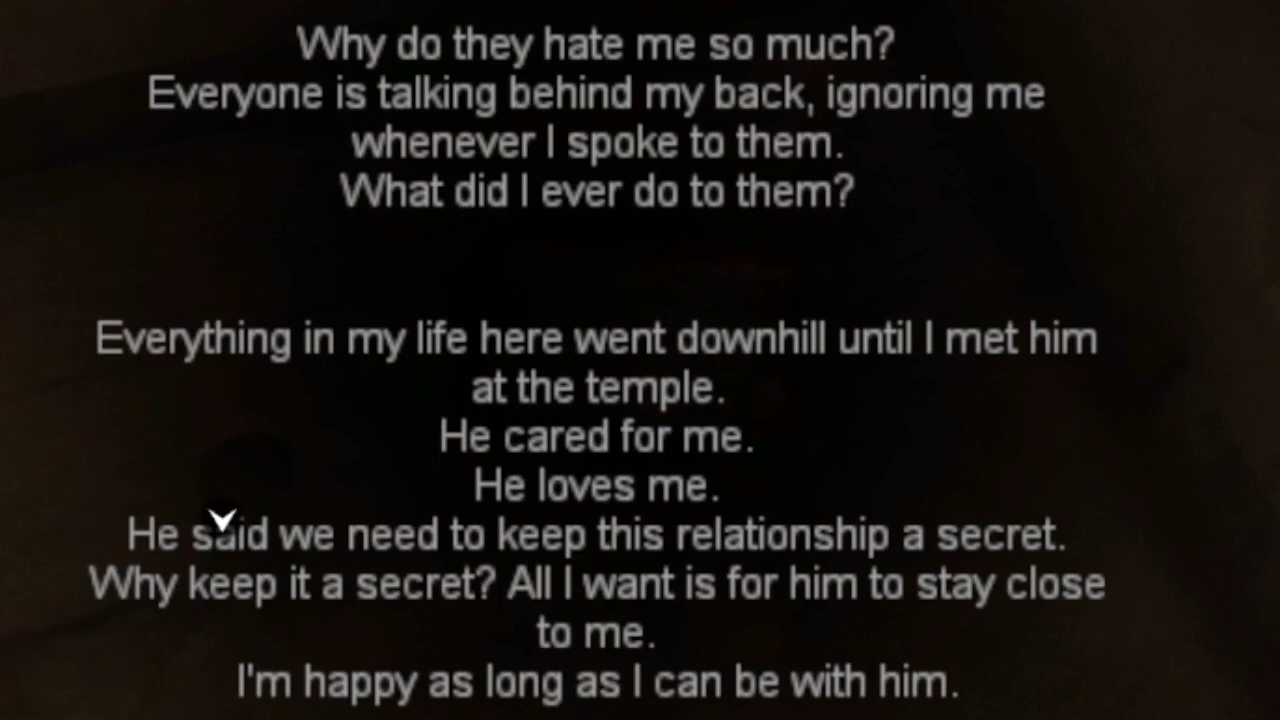 Why do they hate me so much?
Everyone is talking behind my back, ignoring me
whenever I spoke to them.
What did I ever do to them?
Everything in my life here went downhill until I met him
at the temple.
He cared for me.
He loves me.
He said we need to keep this relationship a secret.
Why keep it a secret? All I want is for him to stay close
to me.
I'm happy as long as I can be with him.